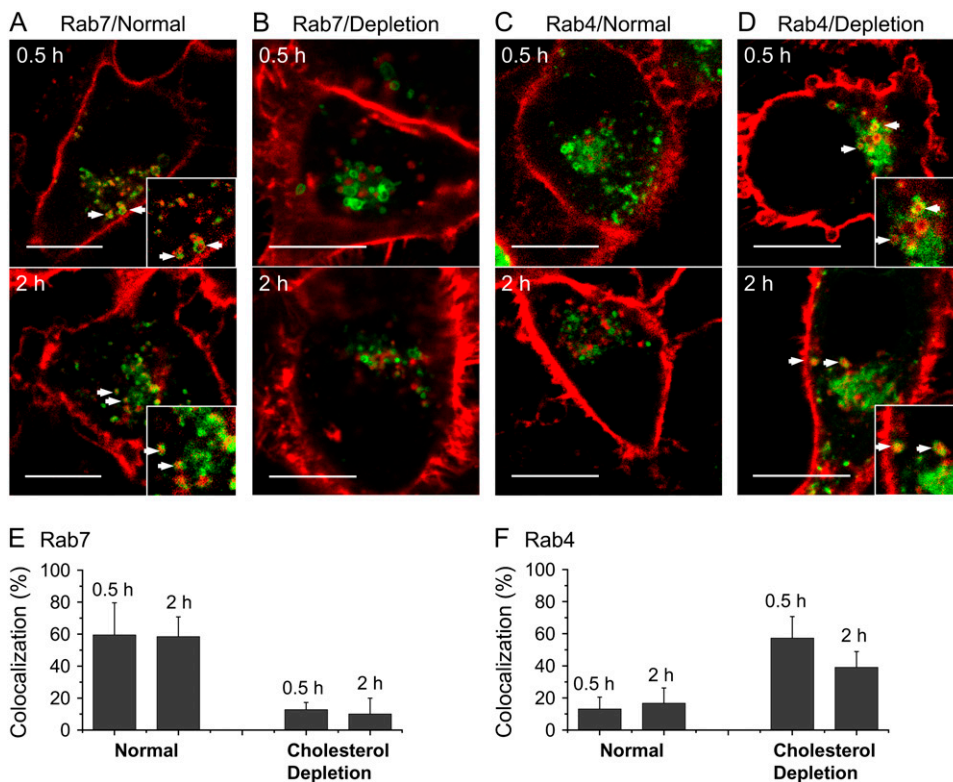 A Rab7/Normal B Rab7/Depletion C Rab4/Normal D Rab4/Depletion
0.5 h 0.5 h 0.5 h 0.5 h
2 h 2 h 2 h 2 h
E Rab7
Colocalization (%)
100
80
60
40
20
0
0.5 h 2 h 0.5 h 2 h
Normal Cholesterol
Depletion
F Rab4
Colocalization (%)
100
80
60
40
20
0
0.5 h 2 h 0.5 h 2 h
Normal Cholesterol
Depletion